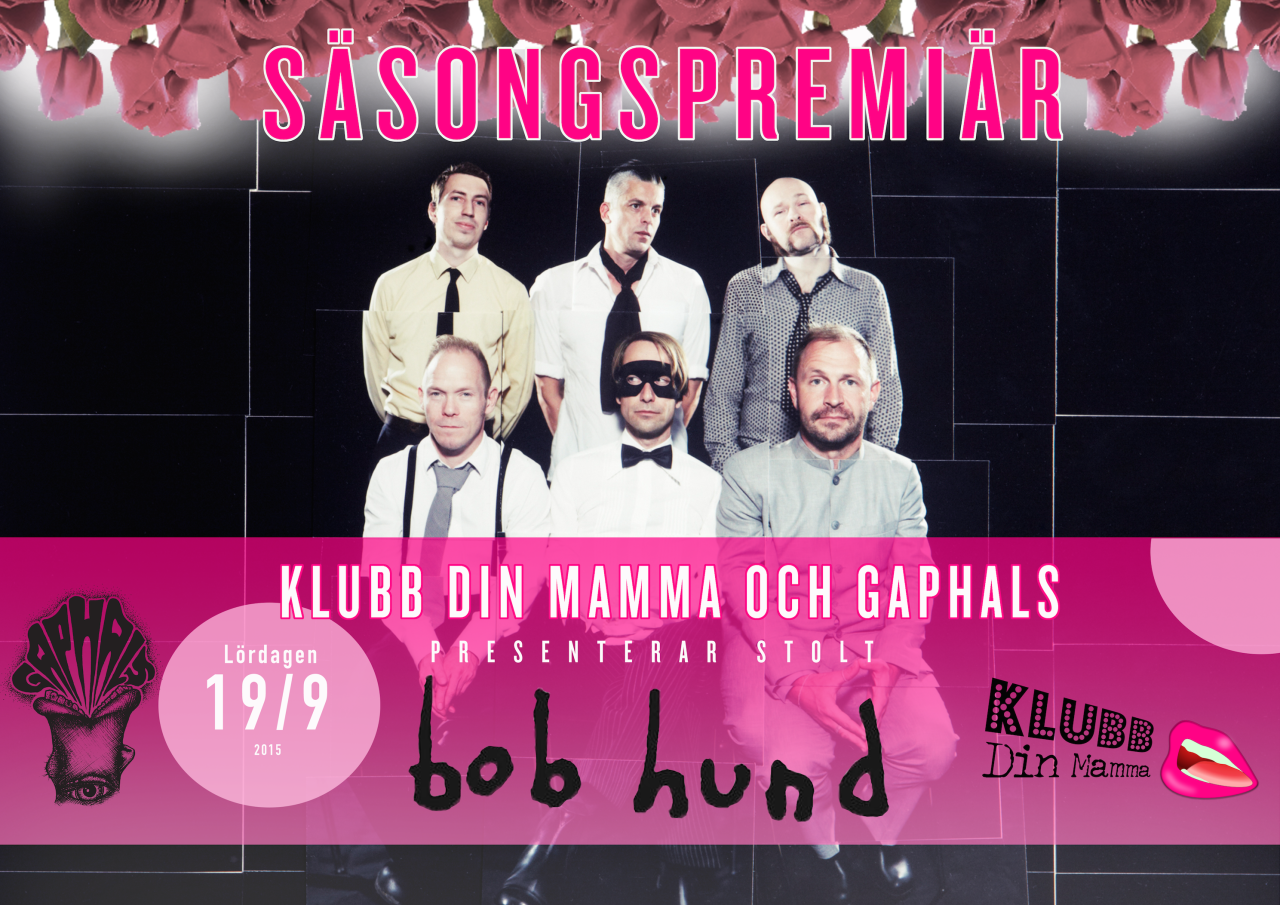 SÄSONGSPREMIÄR
KLUBB DIN MAMMA OCH GAPHALS
PRESENTERAR STOLT
Lördagen
19/9
2015
bob hund
GAPHALS
KLUBB
Din Mamma